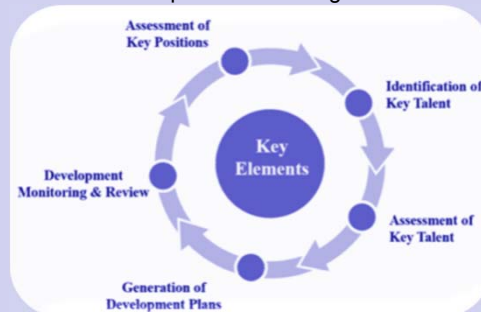 Assessment of
Key Positions
Identification of
Key Talent
Key
Elements
Assessment of
Key Talent
Development
Monitoring & Review
Generation of
Development Plans